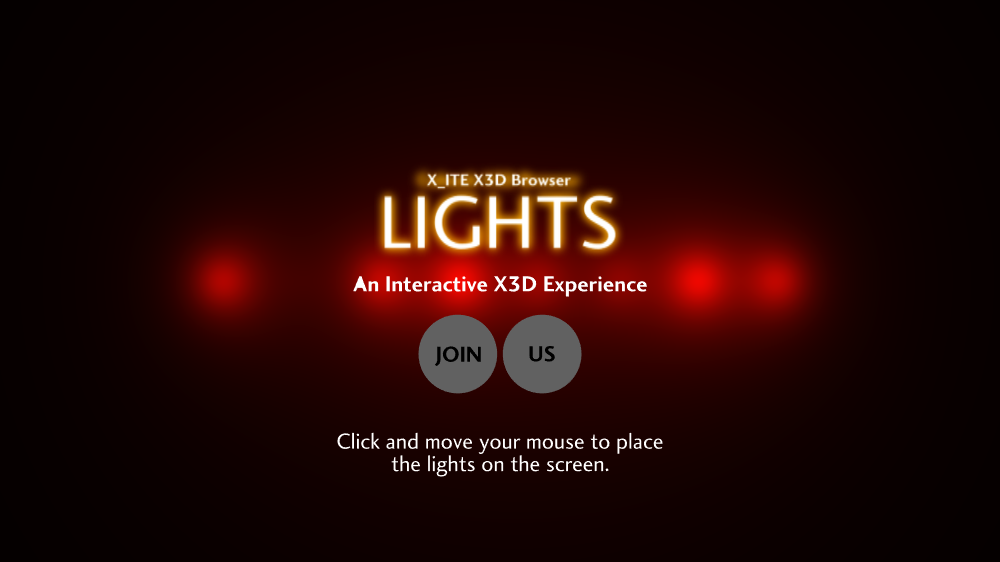 X_ITE X3D Browser
LIGHTS
An Interactive X3D Experience
JOIN US
Click and move your mouse to place
the lights on the screen.